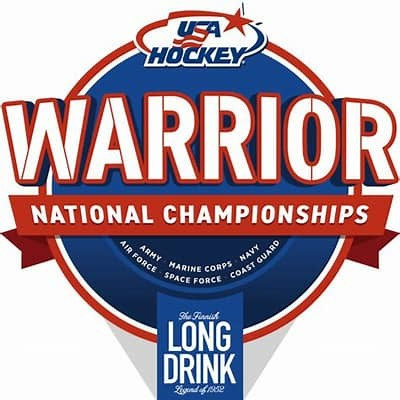 USA
HOCKEY
WARRIOR
NATIONAL CHAMPIONSHIPS
ARMY · MARINE CORPS · NAVY
AIR FORCE · SPACE FORCE · COAST GUARD
The Finnish
LONG
DRINK
Legend of 1952